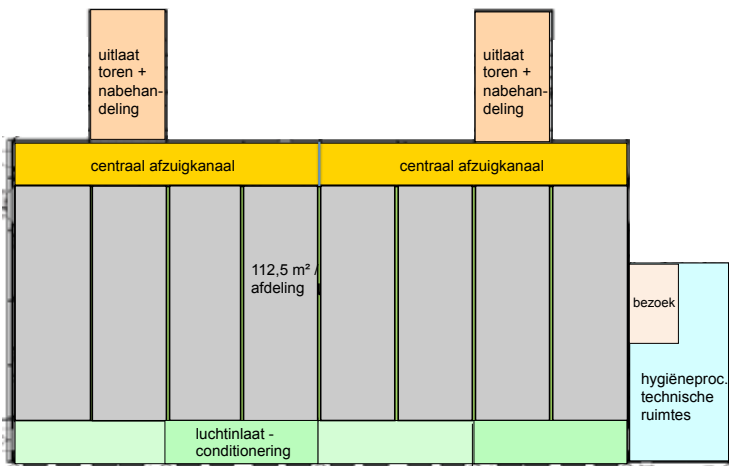 uitlaat
toren +
nabehan-
deling
uitlaat
toren +
nabehan-
deling
centraal afzuigkanaal
centraal afzuigkanaal
112,5 m² /
afdeling
bezoek
hygiëneproc.
technische
ruimtes
luchtinlaat -
conditionering